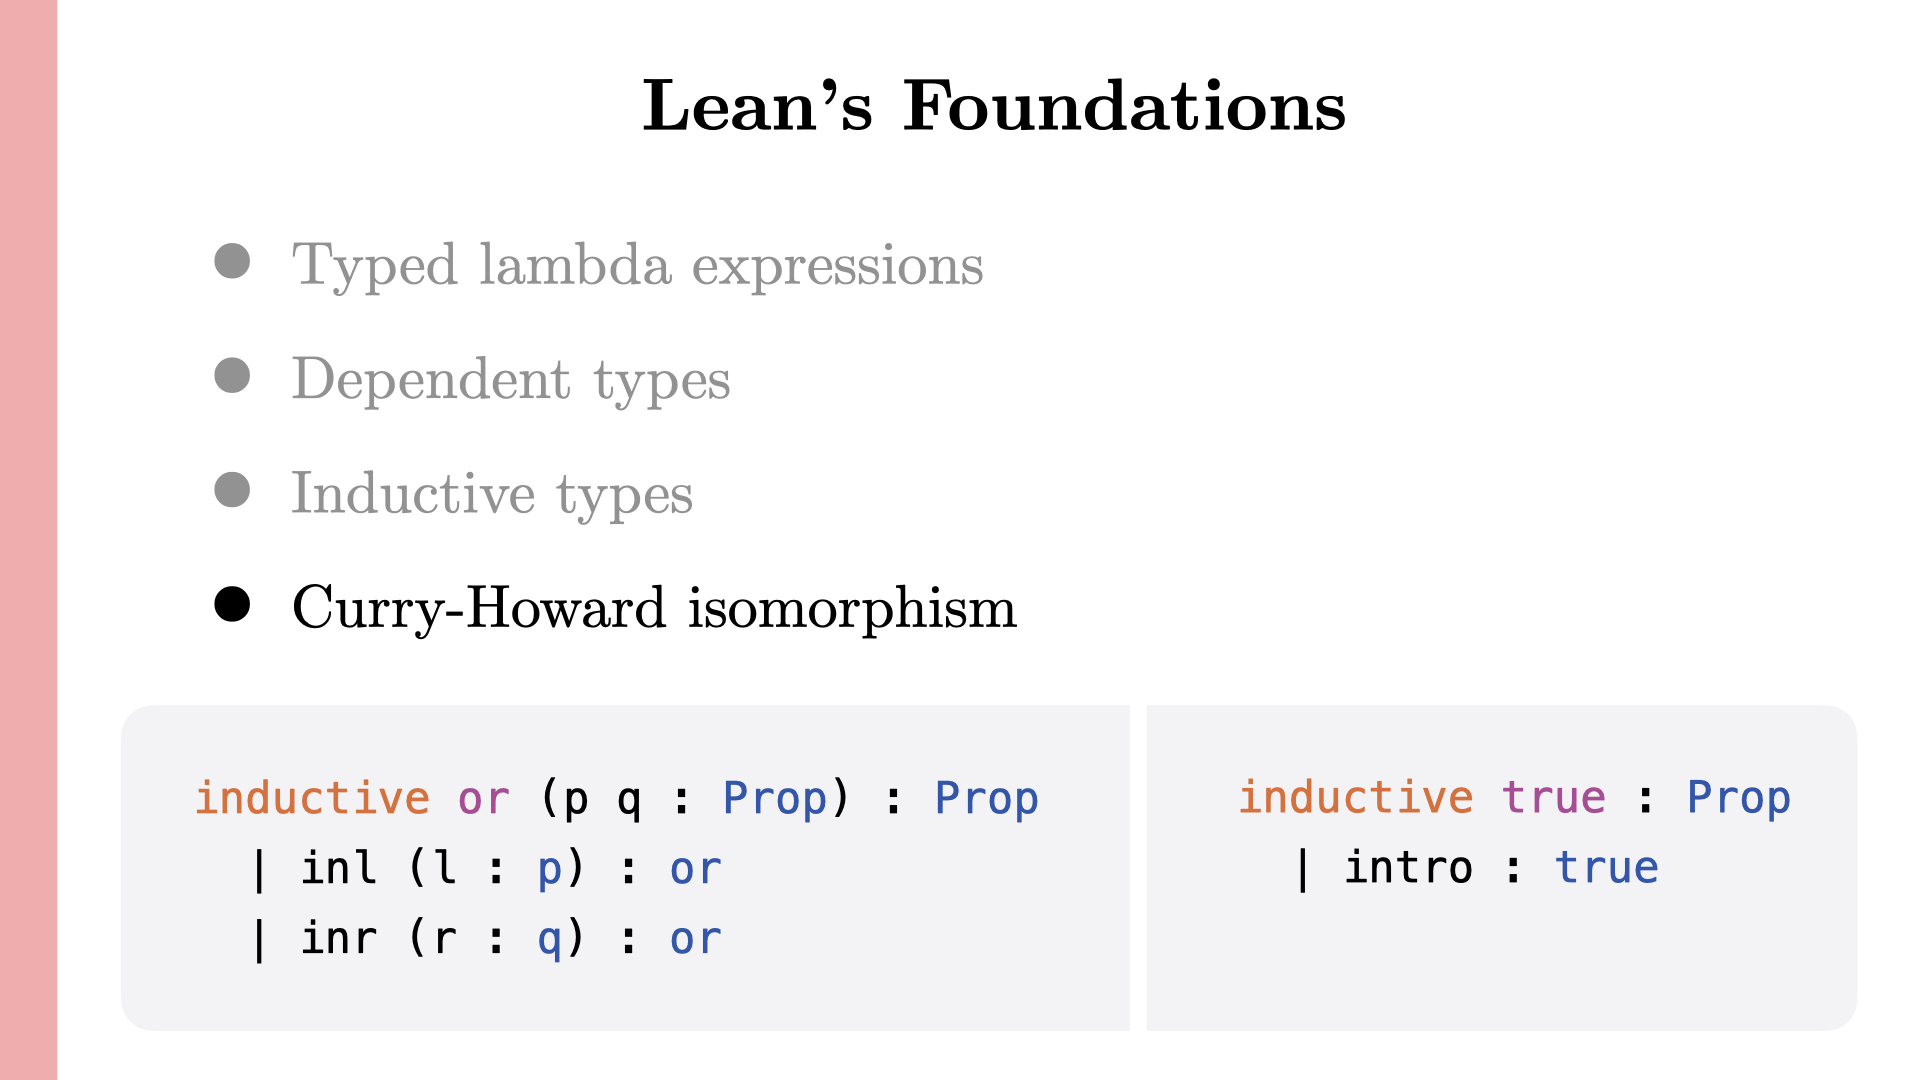 Lean’s Foundations
● Typed lambda expressions
● Dependent types
● Inductive types
● Curry-Howard isomorphism
inductive or (p q : Prop) : Prop
  | inl (l : p) : or
  | inr (r : q) : or
inductive true : Prop
  | intro : true